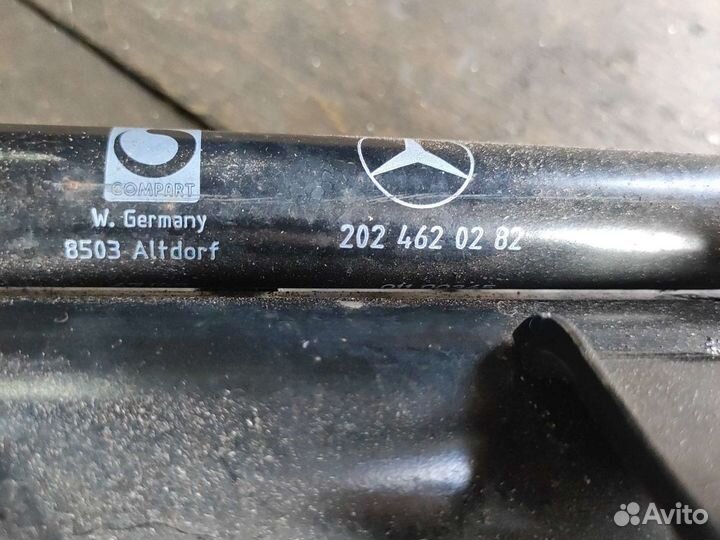 COMPART
W. Germany
8503 Altdorf
202 462 02 82
Avito